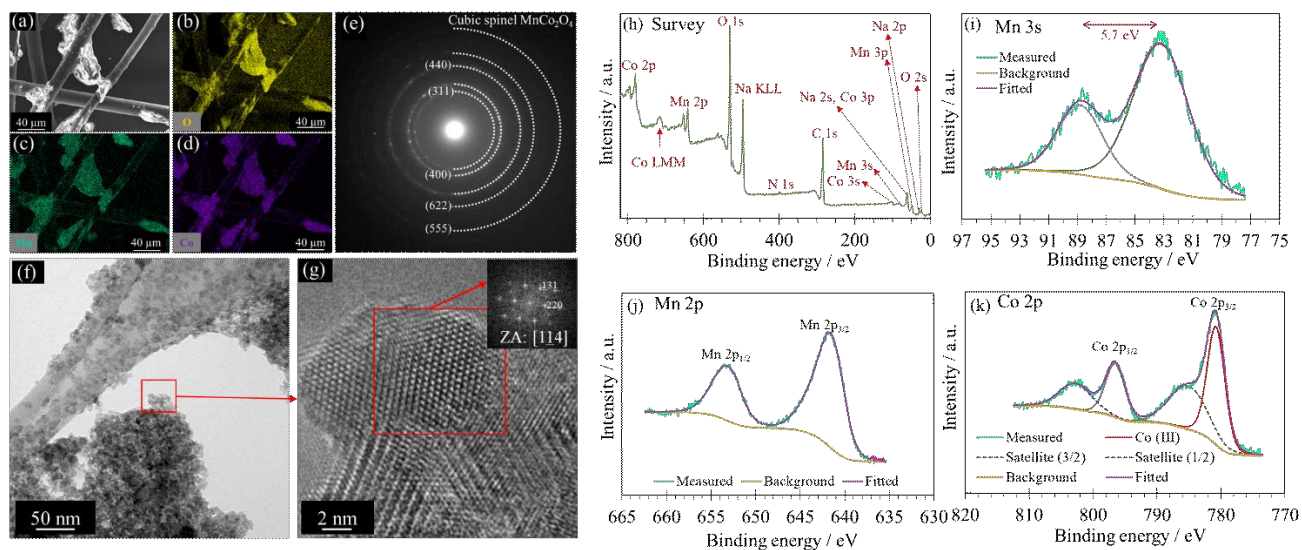 (a)
40 µm
(b)
O
40 µm
(c)
Mn
40 µm
(d)
Co
40 µm
(e)
Cubic spinel MnCo₂O₄
(440)
(311)
(400)
(622)
(555)
(f)
50 nm
(g)
131
220
ZA: [1̲14]
2 nm
(h) Survey
Intensity / a.u.
O 1s
Co 2p
Mn 2p
Na KLL
Co LMM
N 1s
C 1s
Na 2p
Mn 3p
O 2s
Na 2s, Co 3p
Mn 3s
Co 3s
800 700 600 500 400 300 200 100 0
Binding energy / eV
(i) Mn 3s
5,7 eV
Intensity / a.u.
Measured
Background
Fitted
97 95 93 91 89 87 85 83 81 79 77 75
Binding energy / eV
(j) Mn 2p
Intensity / a.u.
Mn 2p₁/₂
Mn 2p₃/₂
Measured Background Fitted
665 660 655 650 645 640 635 630
Binding energy / eV
(k) Co 2p
Intensity / a.u.
Co 2p₃/₂
Co 2p₃/₂
Measured Co (III)
Satellite (3/2) Satellite (1/2)
Background Fitted
820 810 800 790 780 770
Binding energy / eV